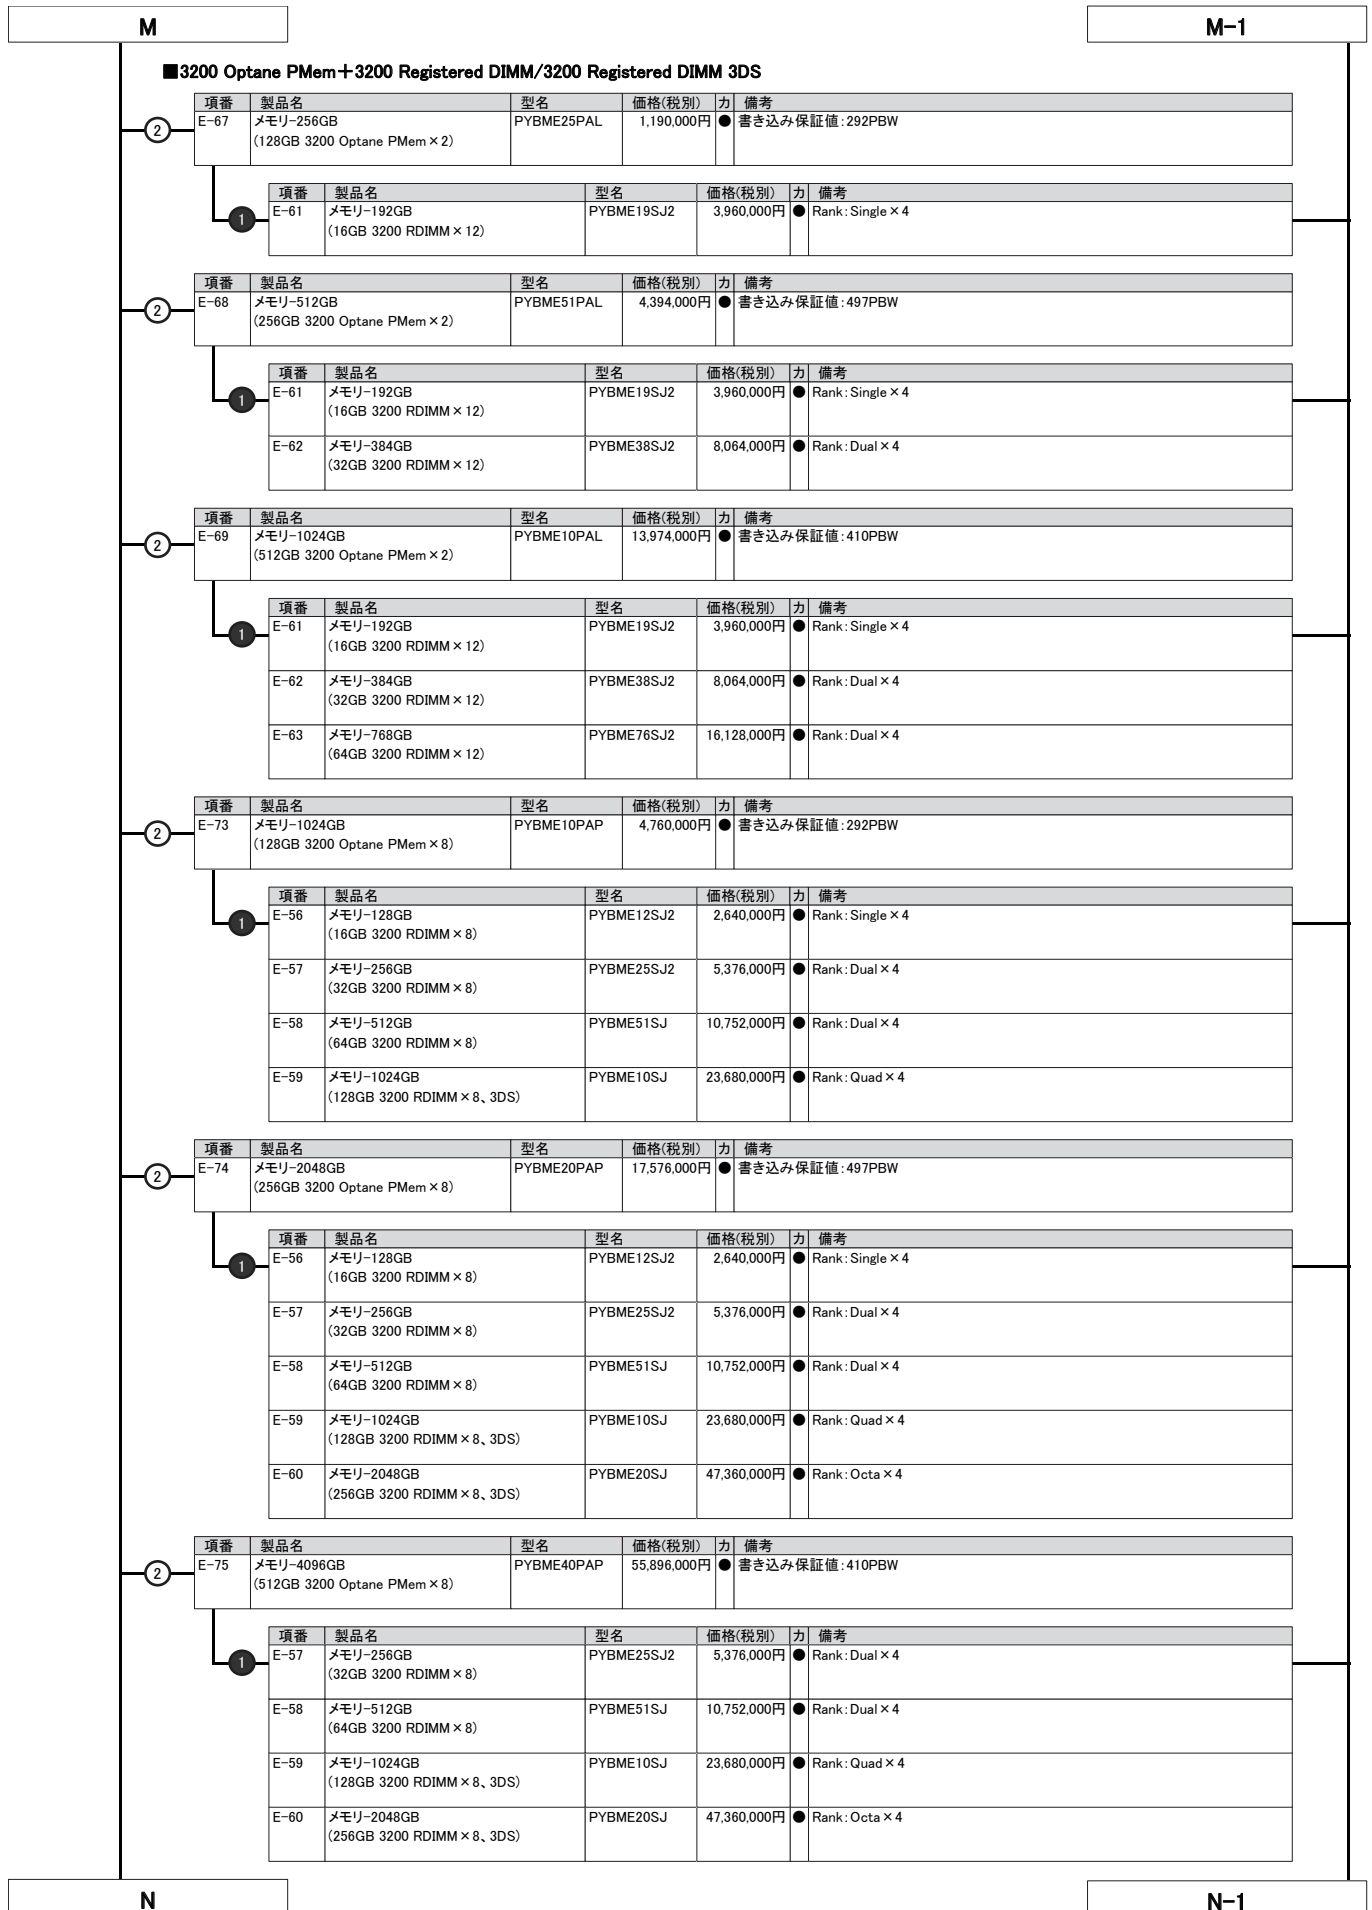 M M-1
■3200 Optane PMem+3200 Registered DIMM/3200 Registered DIMM 3DS
項番 製品名 型名 価格(税別) カ 備考
2 E-67 メモリ-256GB PYBME25PAL 1,190,000円 ● 書き込み保証値:292PBW
(128GB 3200 Optane PMem×2)
項番 製品名 型名 価格(税別) カ 備考
1 E-61 メモリ-192GB PYBME19SJ2 3,960,000円 ● Rank:Single×4
(16GB 3200 RDIMM×12)
項番 製品名 型名 価格(税別) カ 備考
2 E-68 メモリ-512GB PYBME51PAL 4,394,000円 ● 書き込み保証値:497PBW
(256GB 3200 Optane PMem×2)
項番 製品名 型名 価格(税別) カ 備考
1 E-61 メモリ-192GB PYBME19SJ2 3,960,000円 ● Rank:Single×4
(16GB 3200 RDIMM×12)
E-62 メモリ-384GB PYBME38SJ2 8,064,000円 ● Rank:Dual×4
(32GB 3200 RDIMM×12)
項番 製品名 型名 価格(税別) カ 備考
2 E-69 メモリ-1024GB PYBME10PAL 13,974,000円 ● 書き込み保証値:410PBW
(512GB 3200 Optane PMem×2)
項番 製品名 型名 価格(税別) カ 備考
1 E-61 メモリ-192GB PYBME19SJ2 3,960,000円 ● Rank:Single×4
(16GB 3200 RDIMM×12)
E-62 メモリ-384GB PYBME38SJ2 8,064,000円 ● Rank:Dual×4
(32GB 3200 RDIMM×12)
E-63 メモリ-768GB PYBME76SJ2 16,128,000円 ● Rank:Dual×4
(64GB 3200 RDIMM×12)
項番 製品名 型名 価格(税別) カ 備考
2 E-73 メモリ-1024GB PYBME10PAP 4,760,000円 ● 書き込み保証値:292PBW
(128GB 3200 Optane PMem×8)
項番 製品名 型名 価格(税別) カ 備考
1 E-56 メモリ-128GB PYBME12SJ2 2,640,000円 ● Rank:Single×4
(16GB 3200 RDIMM×8)
E-57 メモリ-256GB PYBME25SJ2 5,376,000円 ● Rank:Dual×4
(32GB 3200 RDIMM×8)
E-58 メモリ-512GB PYBME51SJ 10,752,000円 ● Rank:Dual×4
(64GB 3200 RDIMM×8)
E-59 メモリ-1024GB PYBME10SJ 23,680,000円 ● Rank:Quad×4
(128GB 3200 RDIMM×8、3DS)
項番 製品名 型名 価格(税別) カ 備考
2 E-74 メモリ-2048GB PYBME20PAP 17,576,000円 ● 書き込み保証値:497PBW
(256GB 3200 Optane PMem×8)
項番 製品名 型名 価格(税別) カ 備考
1 E-56 メモリ-128GB PYBME12SJ2 2,640,000円 ● Rank:Single×4
(16GB 3200 RDIMM×8)
E-57 メモリ-256GB PYBME25SJ2 5,376,000円 ● Rank:Dual×4
(32GB 3200 RDIMM×8)
E-58 メモリ-512GB PYBME51SJ 10,752,000円 ● Rank:Dual×4
(64GB 3200 RDIMM×8)
E-59 メモリ-1024GB PYBME10SJ 23,680,000円 ● Rank:Quad×4
(128GB 3200 RDIMM×8、3DS)
E-60 メモリ-2048GB PYBME20SJ 47,360,000円 ● Rank:Octa×4
(256GB 3200 RDIMM×8、3DS)
項番 製品名 型名 価格(税別) カ 備考
2 E-75 メモリ-4096GB PYBME40PAP 55,896,000円 ● 書き込み保証値:410PBW
(512GB 3200 Optane PMem×8)
項番 製品名 型名 価格(税別) カ 備考
1 E-57 メモリ-256GB PYBME25SJ2 5,376,000円 ● Rank:Dual×4
(32GB 3200 RDIMM×8)
E-58 メモリ-512GB PYBME51SJ 10,752,000円 ● Rank:Dual×4
(64GB 3200 RDIMM×8)
E-59 メモリ-1024GB PYBME10SJ 23,680,000円 ● Rank:Quad×4
(128GB 3200 RDIMM×8、3DS)
E-60 メモリ-2048GB PYBME20SJ 47,360,000円 ● Rank:Octa×4
(256GB 3200 RDIMM×8、3DS)
N N-1